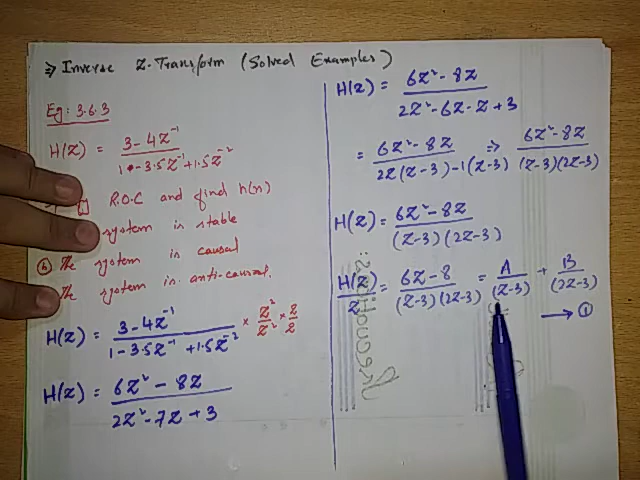 ⇒ Inverse Z-Transform (Solved Examples)
Eg: 3.6.3
H(z) = 3-4z⁻¹ / 1-3.5z⁻¹+1.5z⁻²
R.O.C and find h(n)
system is stable
(b) The system is causal
The system is anti-causal.
H(z) = 3-4z⁻¹ / 1-3.5z⁻¹+1.5z⁻² × z²/z² × 2/2
H(z) = 6z²-8z / 2z²-7z+3
H(z) = 6z²-8z / 2z²-6z-z+3
= 6z²-8z / 2z(z-3)-1(z-3) ⇒ 6z²-8z / (z-3)(2z-3)
H(z) = 6z²-8z / (z-3)(2z-3)
H(z)/z = 6z-8 / (z-3)(2z-3) = A/(z-3) + B/(2z-3)
→ ①